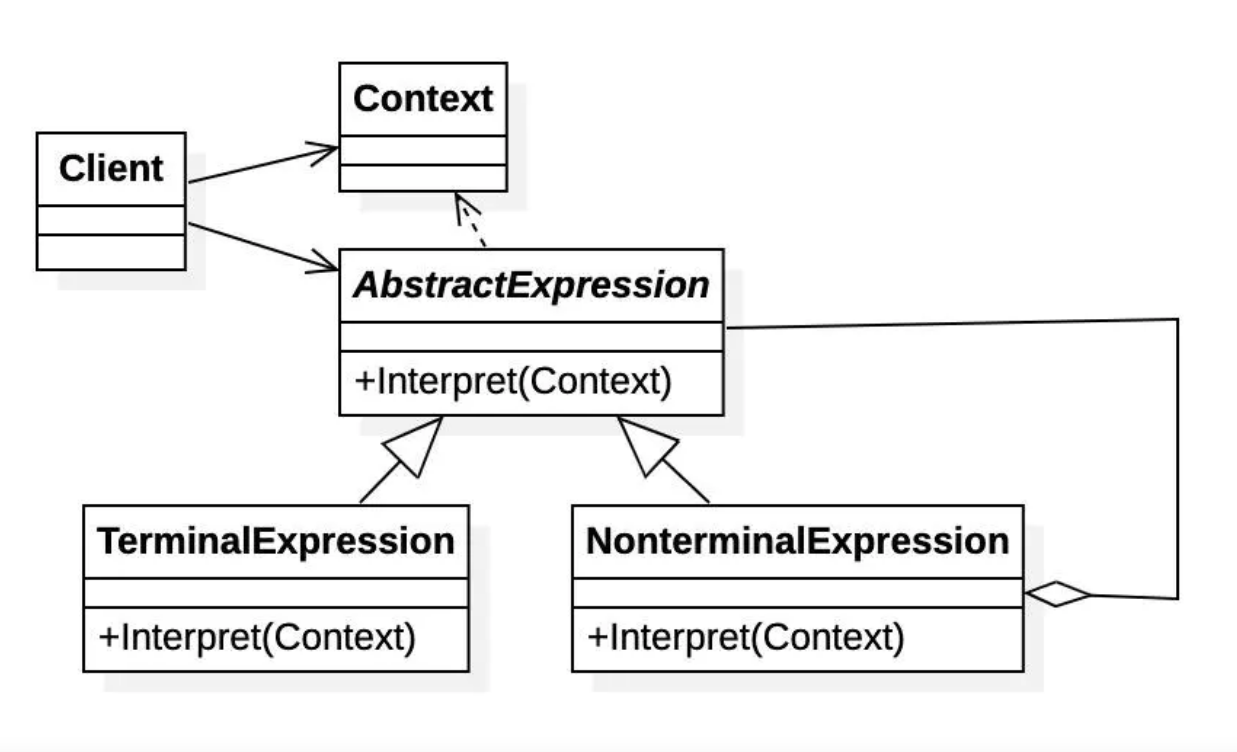 Context
Client
AbstractExpression
+Interpret(Context)
TerminalExpression
+Interpret(Context)
NonterminalExpression
+Interpret(Context)